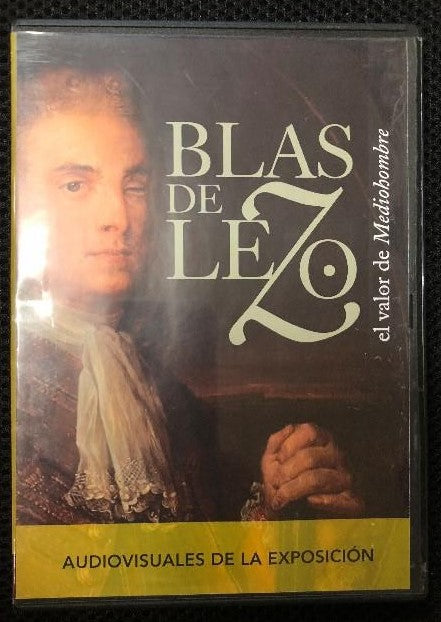 BLAS
DE
LEZO
el valor de Mediohombre
AUDIOVISUALES DE LA EXPOSICIÓN